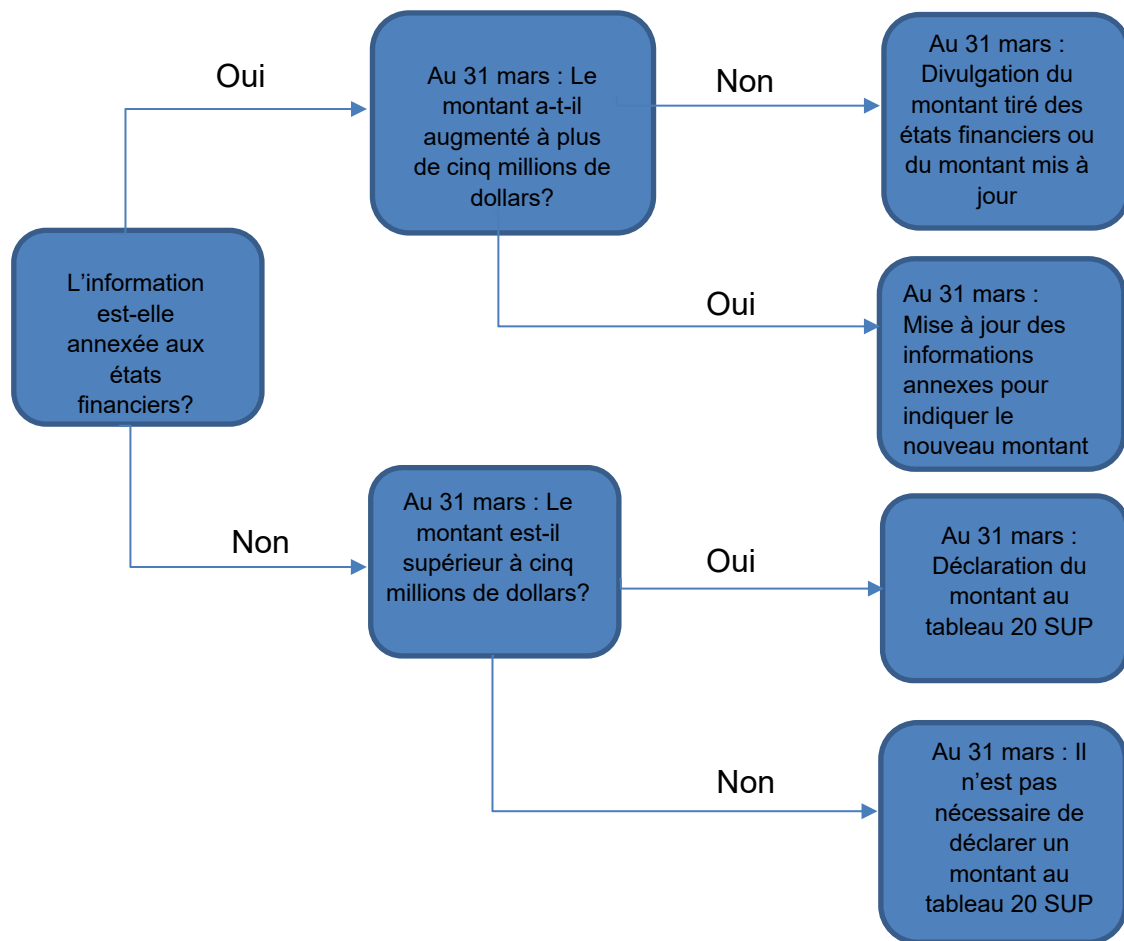 Oui
Au 31 mars : Le
montant a-t-il
augmenté à plus
de cinq millions de
dollars?
Non
Au 31 mars :
Divulgation du
montant tiré des
états financiers ou
du montant mis à
jour
L'information
est-elle
annexée aux
états
financiers?
Oui
Au 31 mars :
Mise à jour des
informations
annexes pour
indiquer le
nouveau montant
Non
Au 31 mars : Le
montant est-il
supérieur à cinq
millions de dollars?
Oui
Au 31 mars :
Déclaration du
montant au
tableau 20 SUP
Non
Au 31 mars : Il
n'est pas
nécessaire de
déclarer un
montant au
tableau 20 SUP